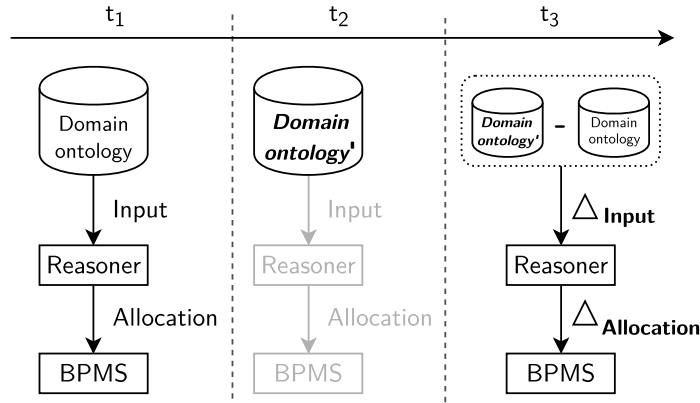 t1
t2
t3
Domain
ontology
Input
Reasoner
Allocation
BPMS
Domain
ontology'
Input
Reasoner
Allocation
BPMS
Domain
ontology'
-
Domain
ontology
△ Input
Reasoner
△ Allocation
BPMS